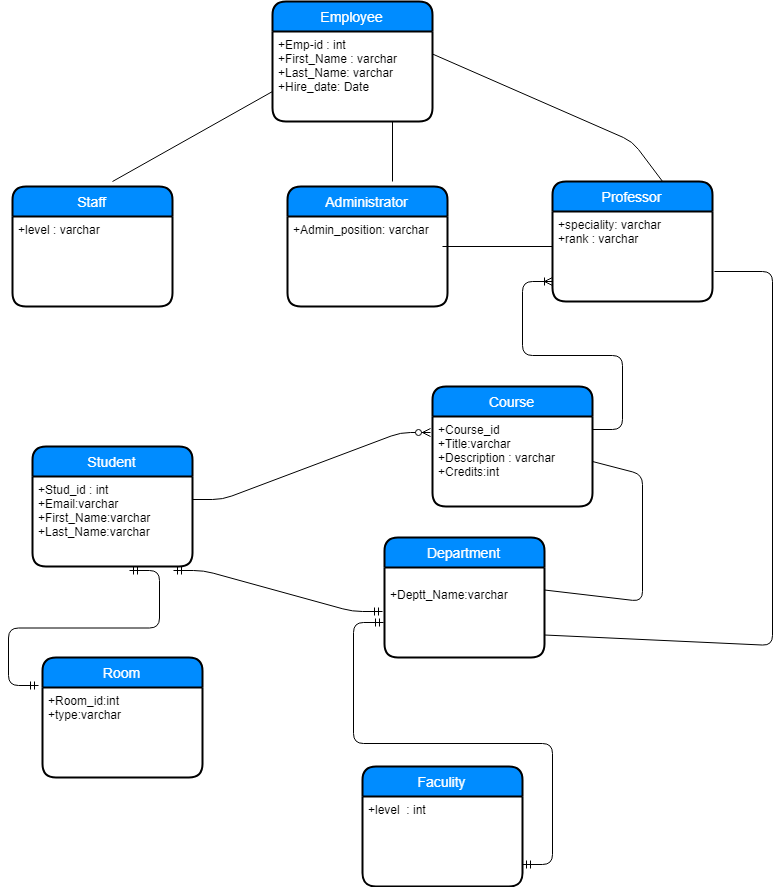 Employee
+Emp-id : int
+First_Name : varchar
+Last_Name: varchar
+Hire_date: Date
Staff
+level : varchar
Administrator
+Admin_position: varchar
Professor
+speciality: varchar
+rank : varchar
Course
+Course_id
+Title:varchar
+Description : varchar
+Credits:int
Student
+Stud_id : int
+Email:varchar
+First_Name:varchar
+Last_Name:varchar
Department
+Deptt_Name:varchar
Room
+Room_id:int
+type:varchar
Faculity
+level : int